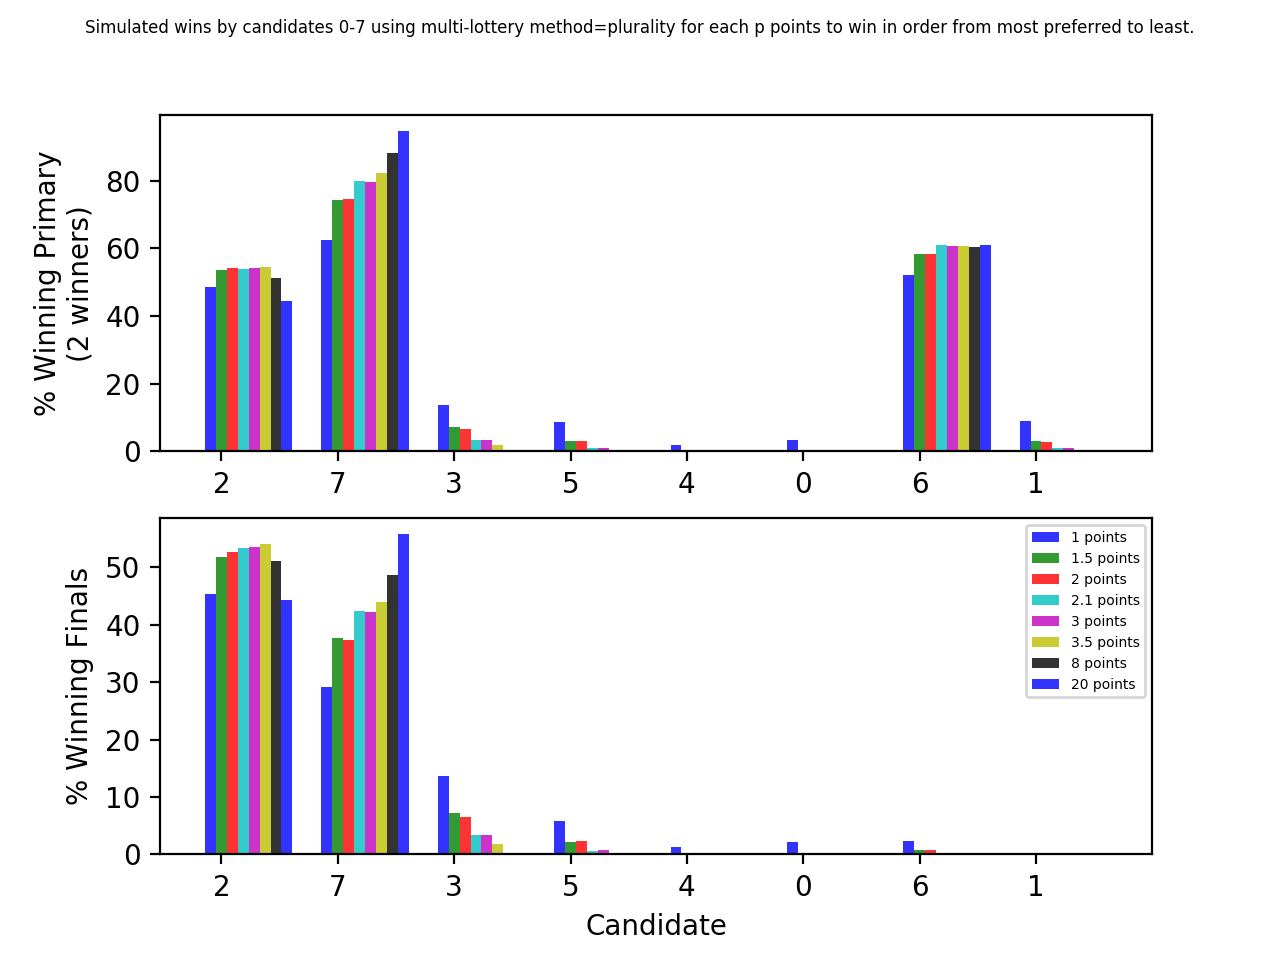 Simulated wins by candidates 0-7 using multi-lottery method=plurality for each p points to win in order from most preferred to least.
% Winning Primary
(2 winners)
80
60
40
20
0
2 7 3 5 4 0 6 1
% Winning Finals
50
40
30
20
10
0
1 points
1.5 points
2 points
2.1 points
3 points
3.5 points
8 points
20 points
2 7 3 5 4 0 6 1
Candidate